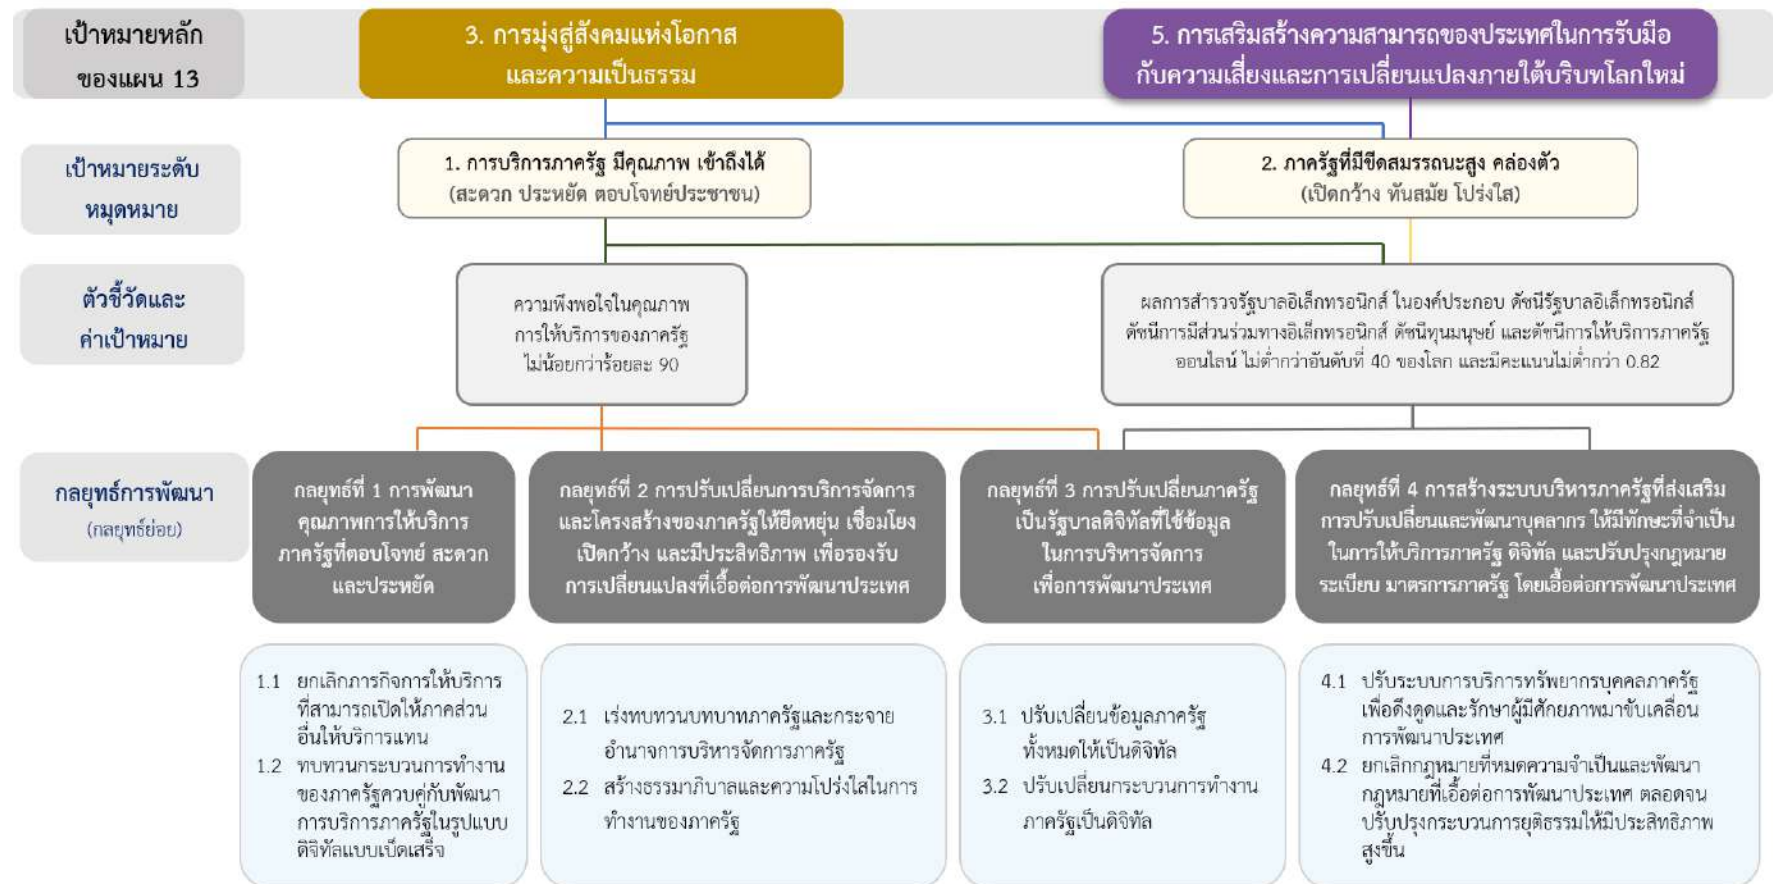 เป้าหมายหลัก
ของแผน 13
3. การมุ่งสู่สังคมแห่งโอกาส
และความเป็นธรรม
5. การเสริมสร้างความสามารถของประเทศในการรับมือ
กับความเสี่ยงและการเปลี่ยนแปลงภายใต้บริบทโลกใหม่
เป้าหมายระดับ
หมุดหมาย
1. การบริการภาครัฐ มีคุณภาพ เข้าถึงได้
(สะดวก ประหยัด ตอบโจทย์ประชาชน)
2. ภาครัฐที่มีขีดสมรรถนะสูง คล่องตัว
(เปิดกว้าง ทันสมัย โปร่งใส)
ตัวชี้วัดและ
ค่าเป้าหมาย
ความพึงพอใจในคุณภาพ
การให้บริการของภาครัฐ
ไม่น้อยกว่าร้อยละ 90
ผลการสำรวจรัฐบาลอิเล็กทรอนิกส์ ในองค์ประกอบ ดัชนีรัฐบาลอิเล็กทรอนิกส์
ดัชนีการมีส่วนร่วมทางอิเล็กทรอนิกส์ ดัชนีทุนมนุษย์ และดัชนีการให้บริการภาครัฐ
ออนไลน์ ไม่ต่ำกว่าอันดับที่ 40 ของโลก และมีคะแนนไม่ต่ำกว่า 0.82
กลยุทธ์การพัฒนา
(กลยุทธ์ย่อย)
กลยุทธ์ที่ 1 การพัฒนา
คุณภาพการให้บริการ
ภาครัฐที่ตอบโจทย์ สะดวก
และประหยัด
กลยุทธ์ที่ 2 การปรับเปลี่ยนการบริการจัดการ
และโครงสร้างของภาครัฐให้ยืดหยุ่น เชื่อมโยง
เปิดกว้าง และมีประสิทธิภาพ เพื่อรองรับ
การเปลี่ยนแปลงที่เอื้อต่อการพัฒนาประเทศ
กลยุทธ์ที่ 3 การปรับเปลี่ยนภาครัฐ
เป็นรัฐบาลดิจิทัลที่ใช้ข้อมูล
ในการบริหารจัดการ
เพื่อการพัฒนาประเทศ
กลยุทธ์ที่ 4 การสร้างระบบบริหารภาครัฐที่ส่งเสริม
การปรับเปลี่ยนและพัฒนาบุคลากร ให้มีทักษะที่จำเป็น
ในการให้บริการภาครัฐ ดิจิทัล และปรับปรุงกฎหมาย
ระเบียบ มาตรการภาครัฐ โดยเอื้อต่อการพัฒนาประเทศ
1.1 ยกเลิกภารกิจการให้บริการ
ที่สามารถเปิดให้ภาคส่วน
อื่นให้บริการแทน
1.2 ทบทวนกระบวนการทำงาน
ของภาครัฐควบคู่กับพัฒนา
การบริการภาครัฐในรูปแบบ
ดิจิทัลแบบเบ็ดเสร็จ
2.1 เร่งทบทวนบทบาทภาครัฐและกระจาย
อำนาจการบริหารจัดการภาครัฐ
2.2 สร้างธรรมาภิบาลและความโปร่งใสในการ
ทำงานของภาครัฐ
3.1 ปรับเปลี่ยนข้อมูลภาครัฐ
ทั้งหมดให้เป็นดิจิทัล
3.2 ปรับเปลี่ยนกระบวนการทำงาน
ภาครัฐเป็นดิจิทัล
4.1 ปรับระบบการบริการทรัพยากรบุคคลภาครัฐ
เพื่อดึงดูดและรักษาผู้มีศักยภาพมาขับเคลื่อน
การพัฒนาประเทศ
4.2 ยกเลิกกฎหมายที่หมดความจำเป็นและพัฒนา
กฎหมายที่เอื้อต่อการพัฒนาประเทศ ตลอดจน
ปรับปรุงกระบวนการยุติธรรมให้มีประสิทธิภาพ
สูงขึ้น